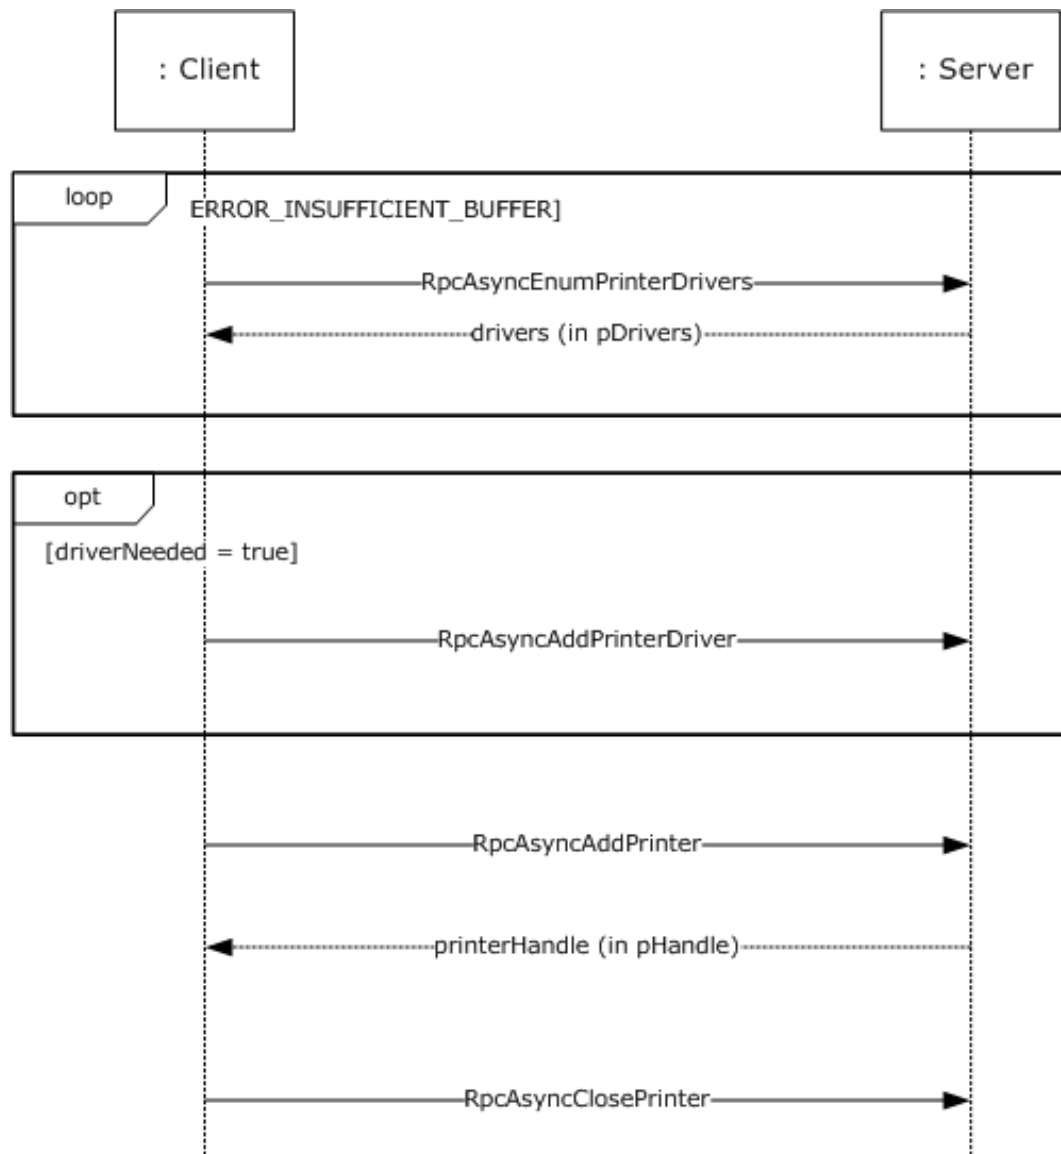 : Client
: Server
loop
ERROR_INSUFFICIENT_BUFFER]
RpcAsyncEnumPrinterDrivers
drivers (in pDrivers)
opt
[driverNeeded = true]
RpcAsyncAddPrinterDriver
RpcAsyncAddPrinter
printerHandle (in pHandle)
RpcAsyncClosePrinter